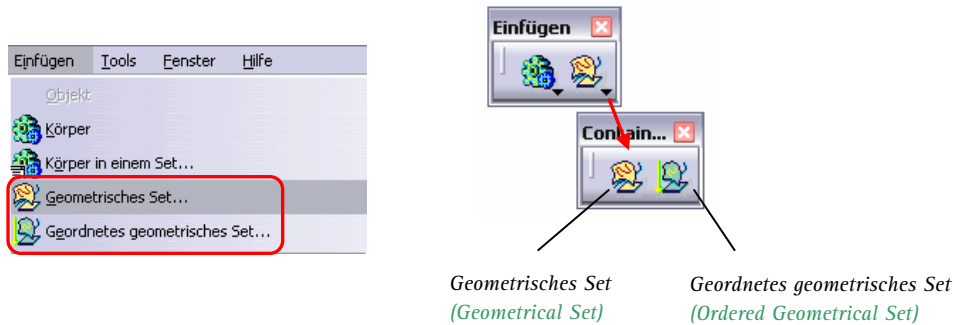 Einfügen Tools Fenster Hilfe
Objekt
Körper
Körper in einem Set...
Geometrisches Set...
Geordnetes geometrisches Set...
Einfügen
Contain...
Geometrisches Set
(Geometrical Set)
Geordnetes geometrisches Set
(Ordered Geometrical Set)